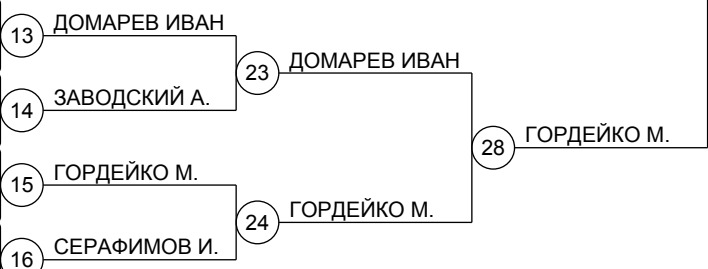 13 ДОМАРЕВ ИВАН
23 ДОМАРЕВ ИВАН
14 ЗАВОДСКИЙ А.
28 ГОРДЕЙКО М.
15 ГОРДЕЙКО М.
24 ГОРДЕЙКО М.
16 СЕРАФИМОВ И.